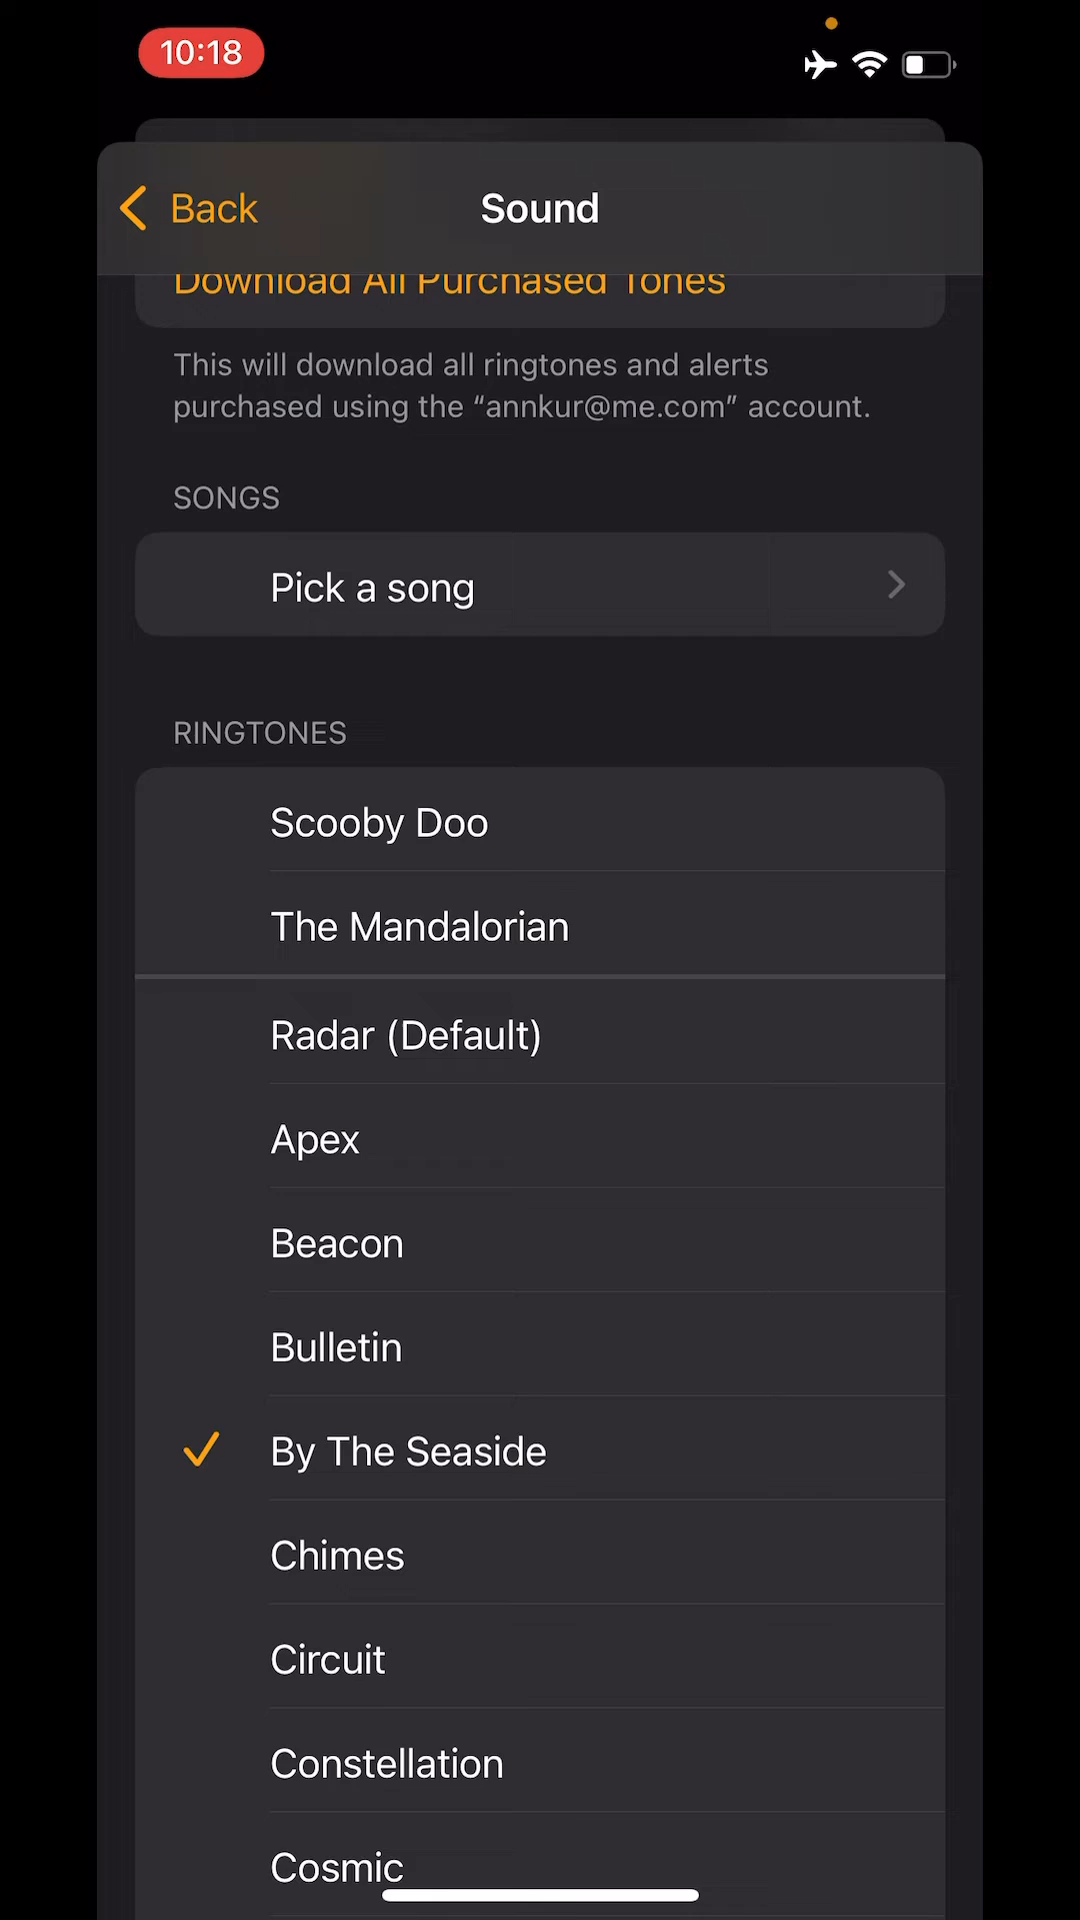 10:18
Back
Sound
Download All Purchased Tones
This will download all ringtones and alerts
purchased using the “annkur@me.com” account.
SONGS
Pick a song
RINGTONES
Scooby Doo
The Mandalorian
Radar (Default)
Apex
Beacon
Bulletin
By The Seaside
Chimes
Circuit
Constellation
Cosmic